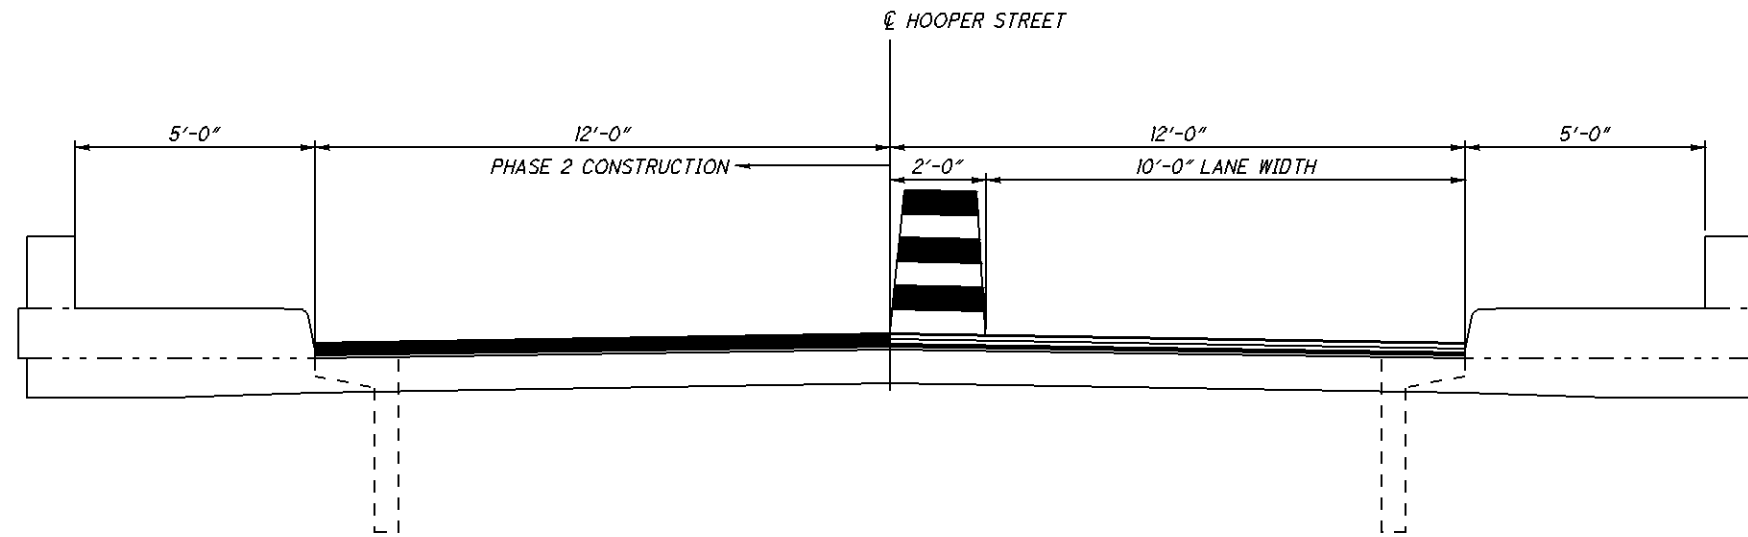 ℄ HOOPER STREET
5'-0" 12'-0" 12'-0" 5'-0"
PHASE 2 CONSTRUCTION 2'-0" 10'-0" LANE WIDTH